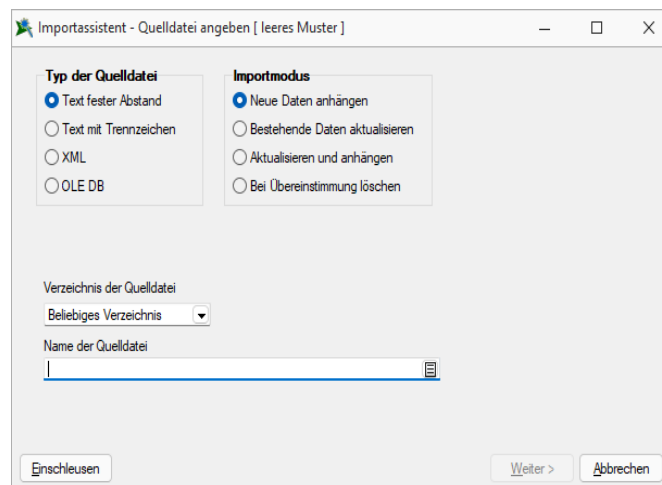 Importassistent - Quelldatei angeben [ leeres Muster ]
Typ der Quelldatei
Text fester Abstand
Text mit Trennzeichen
XML
OLE DB
Importmodus
Neue Daten anhängen
Bestehende Daten aktualisieren
Aktualisieren und anhängen
Bei Übereinstimmung löschen
Verzeichnis der Quelldatei
Beliebiges Verzeichnis
Name der Quelldatei
Einschleusen
Weiter >
Abbrechen